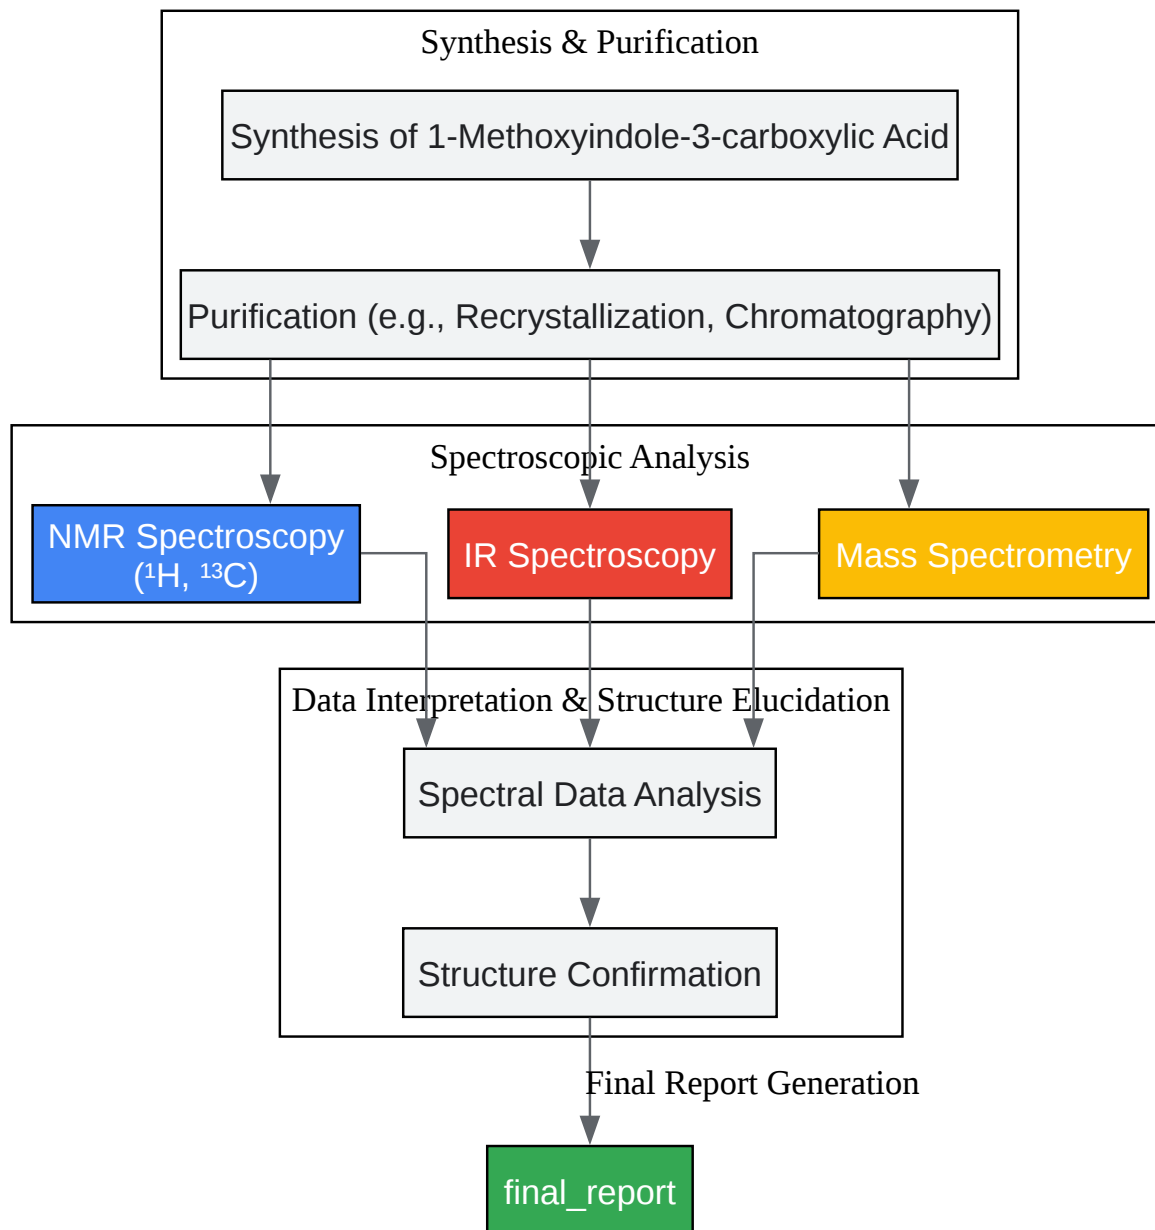 Synthesis & Purification
Synthesis of 1-Methoxyindole-3-carboxylic Acid
Purification (e.g., Recrystallization, Chromatography)
Spectroscopic Analysis
NMR Spectroscopy
(¹H, ¹³C)
IR Spectroscopy
Mass Spectrometry
Data Interpretation & Structure Elucidation
Spectral Data Analysis
Structure Confirmation
Final Report Generation
final_report